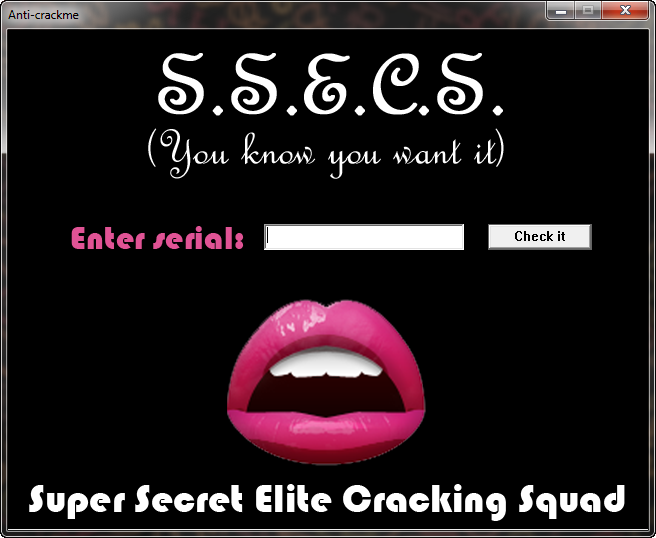 Anti-crackme
S.S.E.C.S.
(You know you want it)
Enter serial: Check it
Super Secret Elite Cracking Squad